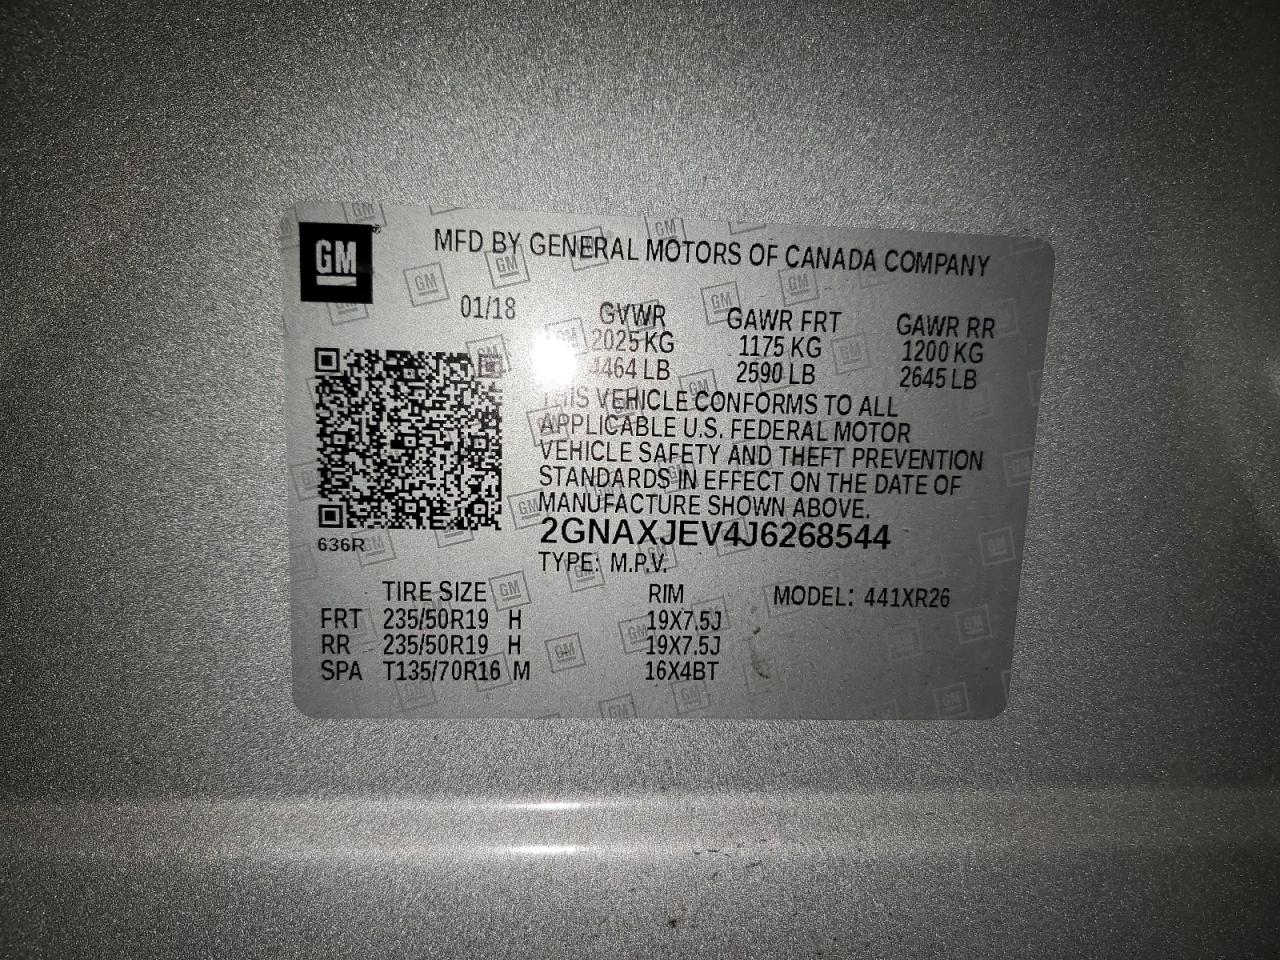 GM
MFD BY GENERAL MOTORS OF CANADA COMPANY
01/18 GVWR GAWR FRT GAWR RR
2025 KG 1175 KG 1200 KG
4464 LB 2590 LB 2645 LB
THIS VEHICLE CONFORMS TO ALL
APPLICABLE U.S. FEDERAL MOTOR
VEHICLE SAFETY AND THEFT PREVENTION
STANDARDS IN EFFECT ON THE DATE OF
MANUFACTURE SHOWN ABOVE.
2GNAXJEV4J6268544
636R
TYPE: M.P.V.
TIRE SIZE RIM MODEL: 441XR26
FRT 235/50R19 H 19X7.5J
RR 235/50R19 H 19X7.5J
SPA T135/70R16 M 16X4BT